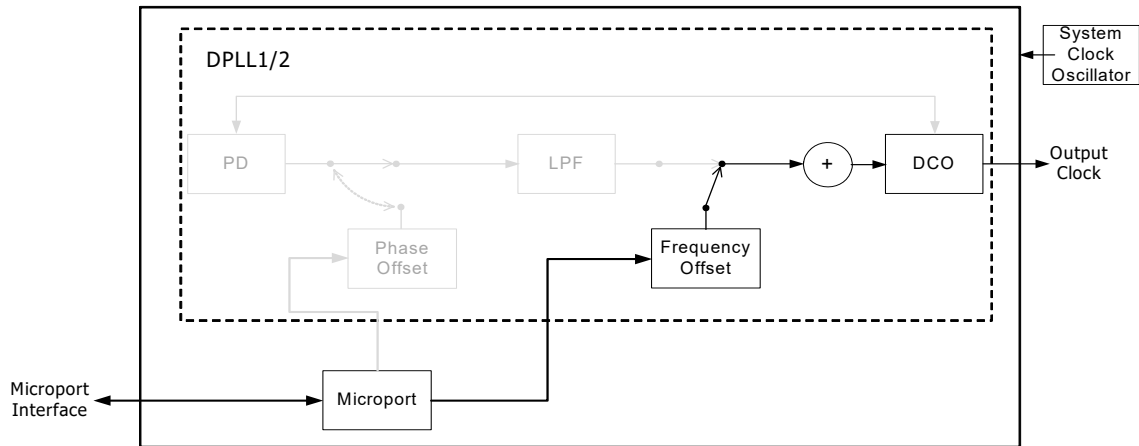 DPLL1/2
System
Clock
Oscillator
PD
LPF
+
DCO
Output
Clock
Phase
Offset
Frequency
Offset
Microport
Interface
Microport